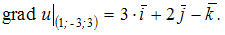 grad u|(1;-3;3) = 3 · i̅ + 2 j̅ − k̅.